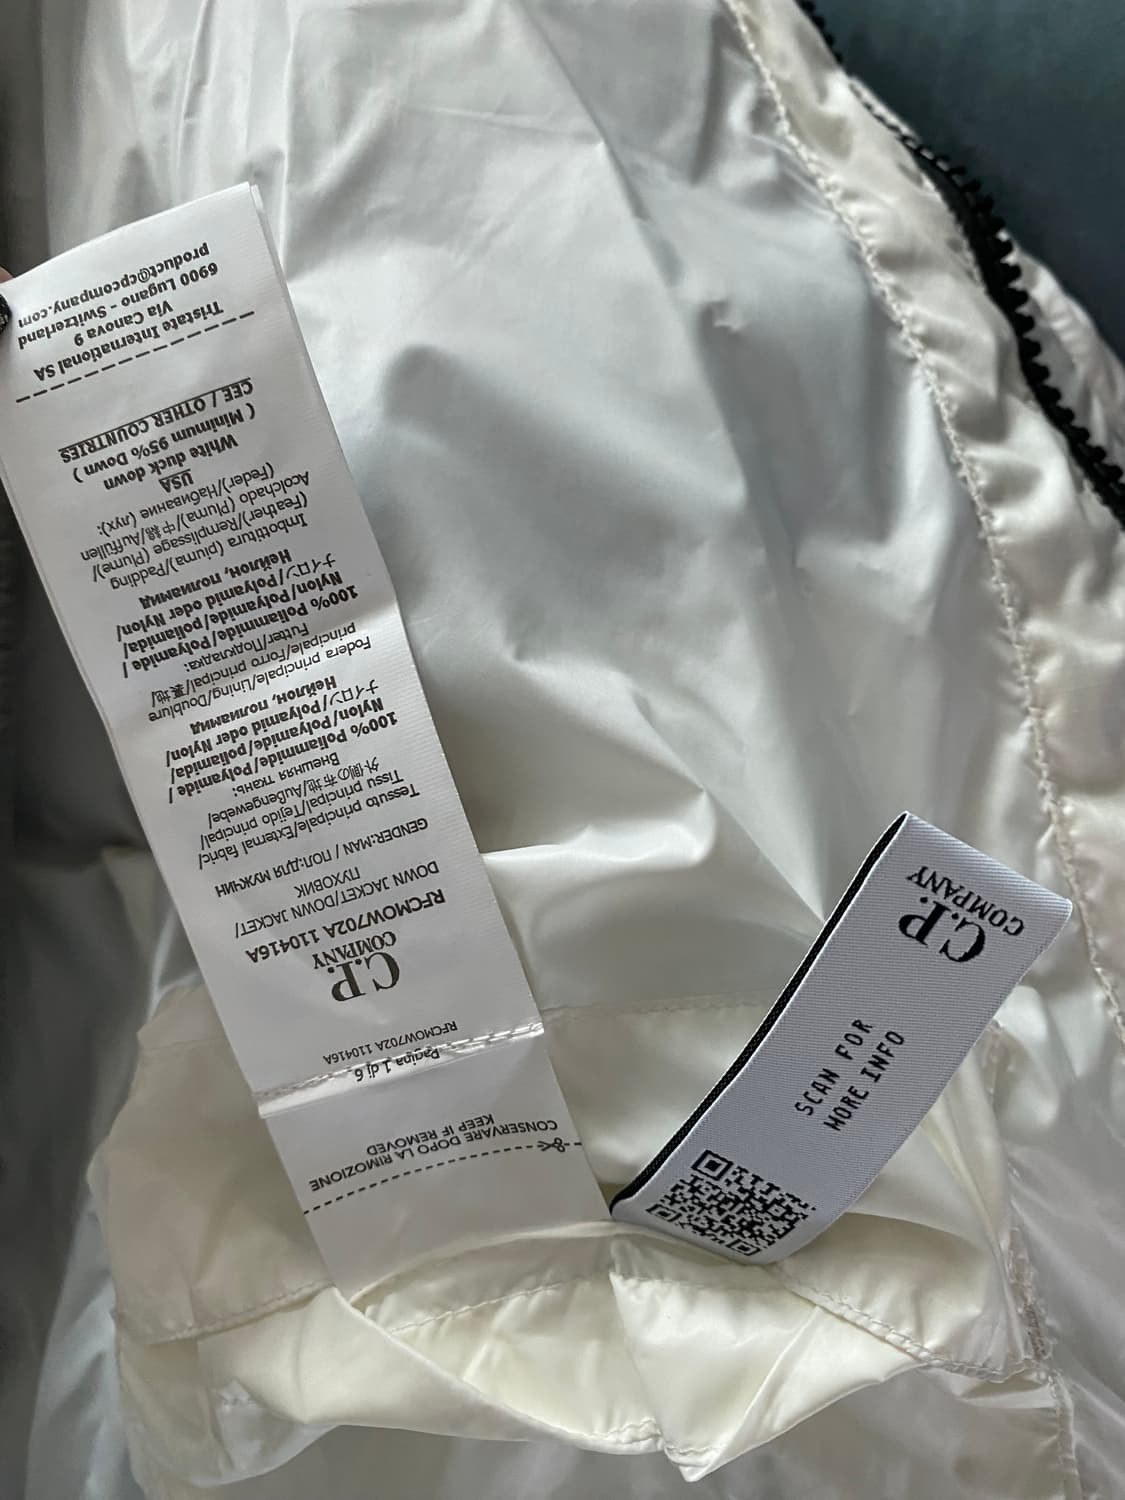 CONSERVARE DOPO LA RIMOZIONE
KEEP IF REMOVED
Pagina 1 di 6
RFCMOW702A 110416A
C.P.
COMPANY
RFCMOW702A 110416A
DOWN JACKET/DOWN JACKET/
ПУХОВИК
GENDER:MAN / ПОЛ:ДЛЯ МУЖЧИН
Tessuto principale/External fabric/
Tissu principal/Tejido principal/
外側の布地/Außengewebe/
Внешняя ткань:
100% Poliammide/Polyamide /
Nylon/Polyamide/poliamida/
ナイロン/Polyamid oder Nylon/
Нейлон, полиамид
Fodera principale/Lining/Doublure
principale/Forro principal/裏地/
Futter/Подкладка:
100% Poliammide/Polyamide /
Nylon/Polyamide/poliamida/
ナイロン/Polyamid oder Nylon/
Нейлон, полиамид
Imbottitura (piuma)/Padding
(Feather)/Remplissage (Plume)/
Acolchado (Pluma)/中綿/Auffüllen
(Feder)/Набивание (пух):
USA
White duck down
( Minimum 95% Down )
CEE / OTHER COUNTRIES
Tristate International SA
Via Canova 9
6900 Lugano - Switzerland
product@cpcompany.com
C.P.
COMPANY
SCAN FOR
MORE INFO